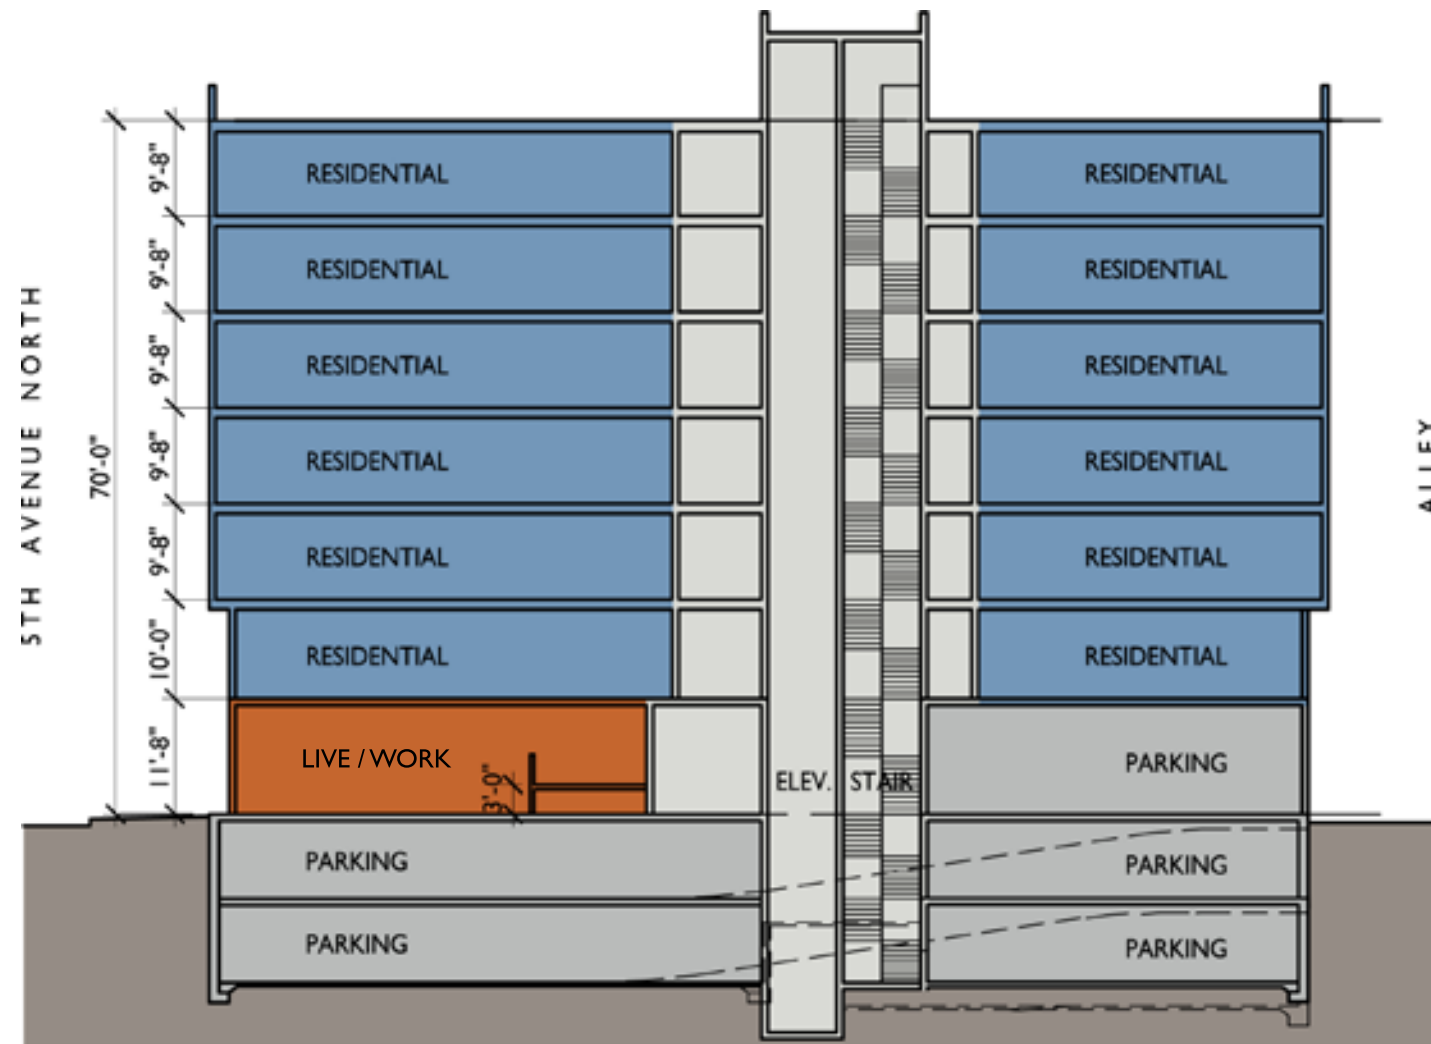 9'-8"
RESIDENTIAL
RESIDENTIAL
9'-8"
RESIDENTIAL
RESIDENTIAL
9'-8"
RESIDENTIAL
RESIDENTIAL
5TH AVENUE NORTH
70'-0"
9'-8"
RESIDENTIAL
RESIDENTIAL
ALLEY
9'-8"
RESIDENTIAL
RESIDENTIAL
10'-0"
RESIDENTIAL
RESIDENTIAL
11'-8"
LIVE / WORK
3'-0"
ELEV.
STAIR
PARKING
PARKING
PARKING
PARKING
PARKING